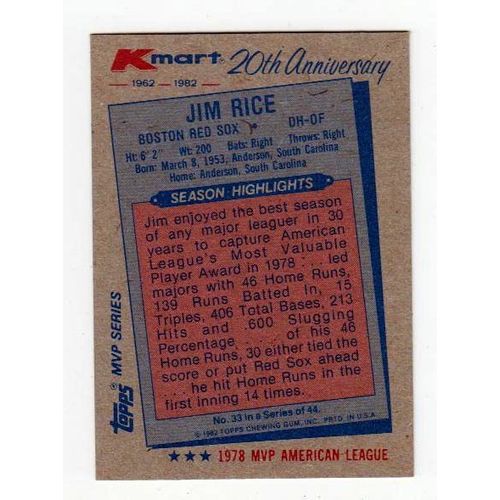 Kmart® 20th Anniversary
1962 - 1982
JIM RICE
BOSTON RED SOX DH-OF
Ht: 6'2" Wt: 200 Bats: Right Throws: Right
Born: March 8, 1953, Anderson, South Carolina
Home: Anderson, South Carolina
SEASON HIGHLIGHTS
Jim enjoyed the best season
of any major leaguer in 30
years to capture American
League's Most Valuable
Player Award in 1978 . . . led
majors with 46 Home Runs,
139 Runs Batted In, 15
Triples, 406 Total Bases, 213
Hits and .600 Slugging
Percentage . . . of his 46
Home Runs, 30 either tied the
score or put Red Sox ahead
. . . he hit Home Runs in the
first inning 14 times.
No. 33 in a Series of 44.
© 1982 TOPPS CHEWING GUM, INC. PRTD. IN U.S.A.
topps® MVP SERIES
★★★ 1978 MVP AMERICAN LEAGUE